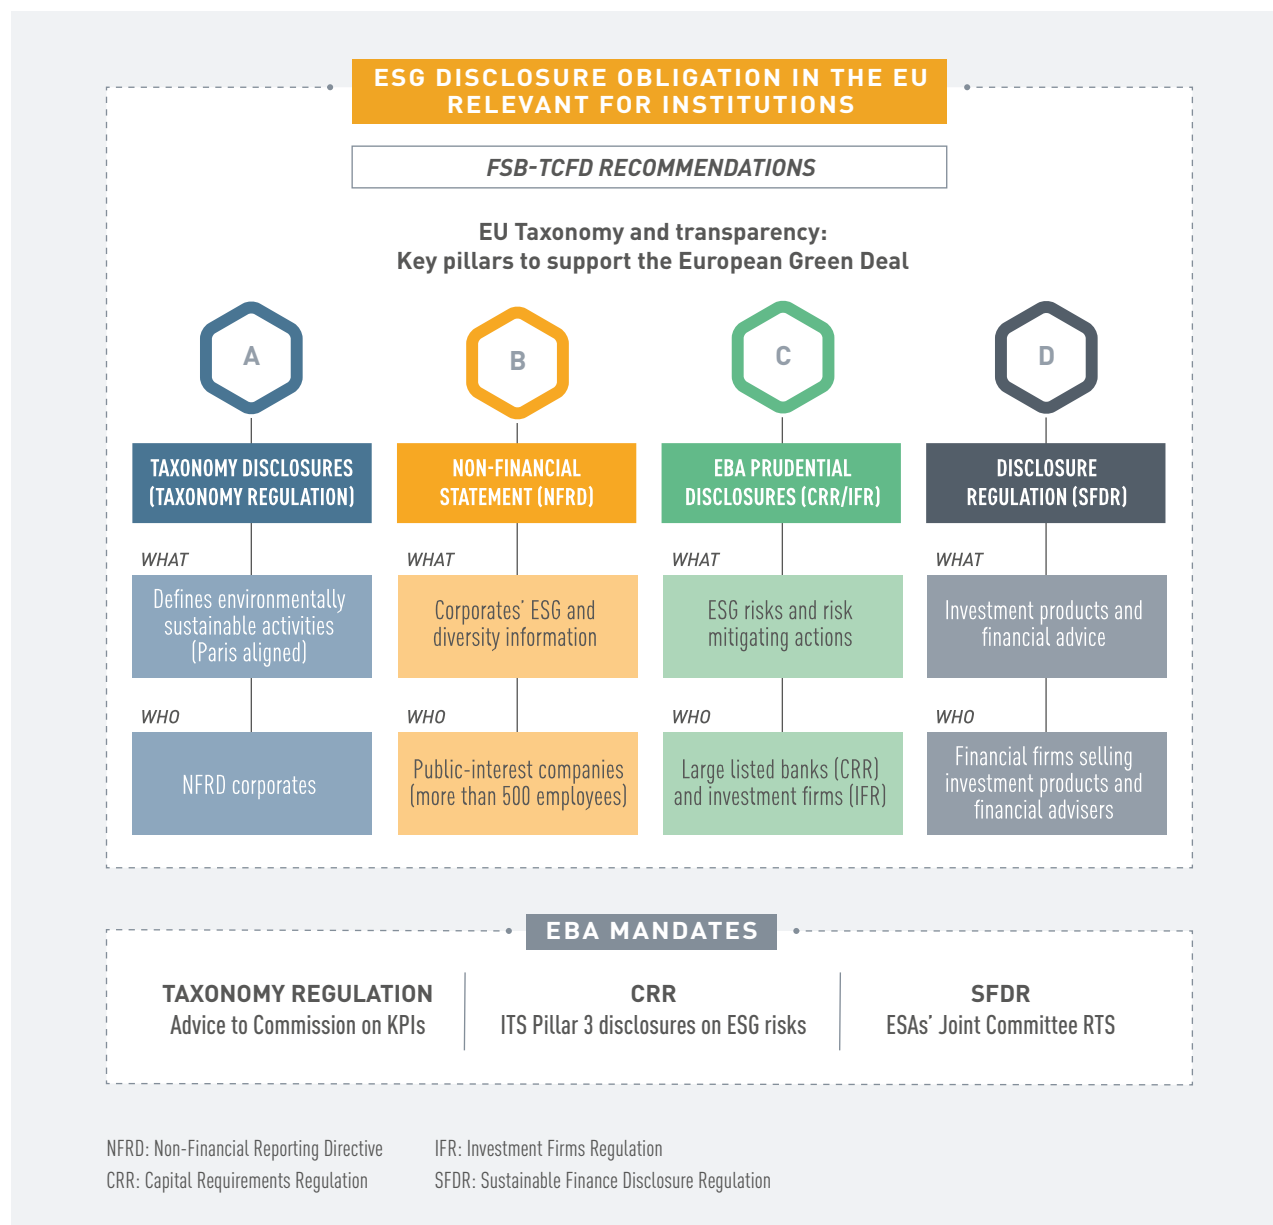 ESG DISCLOSURE OBLIGATION IN THE EU
RELEVANT FOR INSTITUTIONS
FSB-TCFD RECOMMENDATIONS
EU Taxonomy and transparency:
Key pillars to support the European Green Deal
A
TAXONOMY DISCLOSURES
(TAXONOMY REGULATION)
WHAT
Defines environmentally
sustainable activities
(Paris aligned)
WHO
NFRD corporates
B
NON-FINANCIAL
STATEMENT (NFRD)
WHAT
Corporates’ ESG and
diversity information
WHO
Public-interest companies
(more than 500 employees)
C
EBA PRUDENTIAL
DISCLOSURES (CRR/IFR)
WHAT
ESG risks and risk
mitigating actions
WHO
Large listed banks (CRR)
and investment firms (IFR)
D
DISCLOSURE
REGULATION (SFDR)
WHAT
Investment products and
financial advice
WHO
Financial firms selling
investment products and
financial advisers
EBA MANDATES
TAXONOMY REGULATION
Advice to Commission on KPIs
CRR
ITS Pillar 3 disclosures on ESG risks
SFDR
ESAs’ Joint Committee RTS
NFRD: Non-Financial Reporting Directive
CRR: Capital Requirements Regulation
IFR: Investment Firms Regulation
SFDR: Sustainable Finance Disclosure Regulation